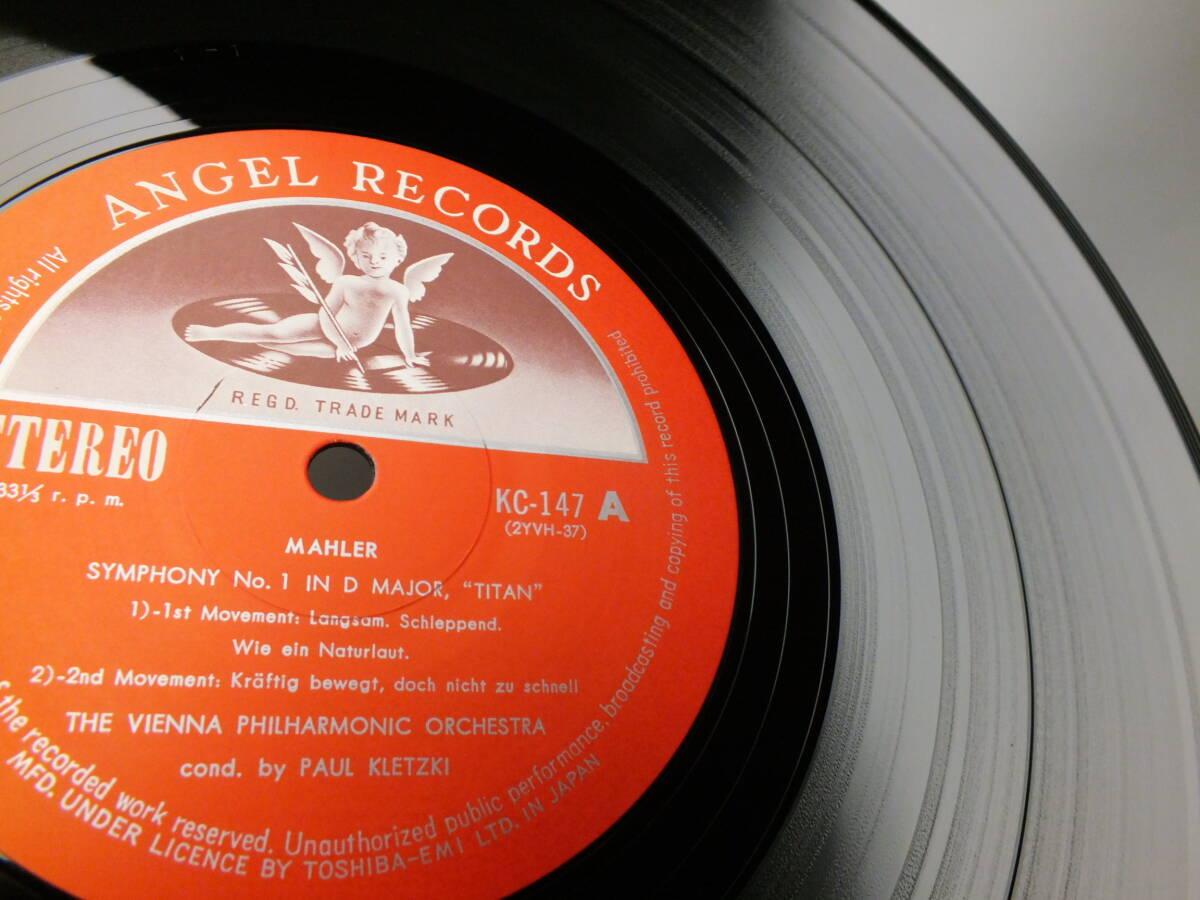 ANGEL RECORDS
REGD. TRADE MARK
STEREO
33⅓ r. p. m.
KC-147 A
(2YVH-37)
MAHLER
SYMPHONY No. 1 IN D MAJOR, “TITAN”
1)-1st Movement: Langsam. Schleppend.
Wie ein Naturlaut.
2)-2nd Movement: Kräftig bewegt, doch nicht zu schnell
THE VIENNA PHILHARMONIC ORCHESTRA
cond. by PAUL KLETZKI
All rights
the recorded work reserved. Unauthorized public performance, broadcasting and copying of this record prohibited
MFD. UNDER LICENCE BY TOSHIBA-EMI LTD. IN JAPAN